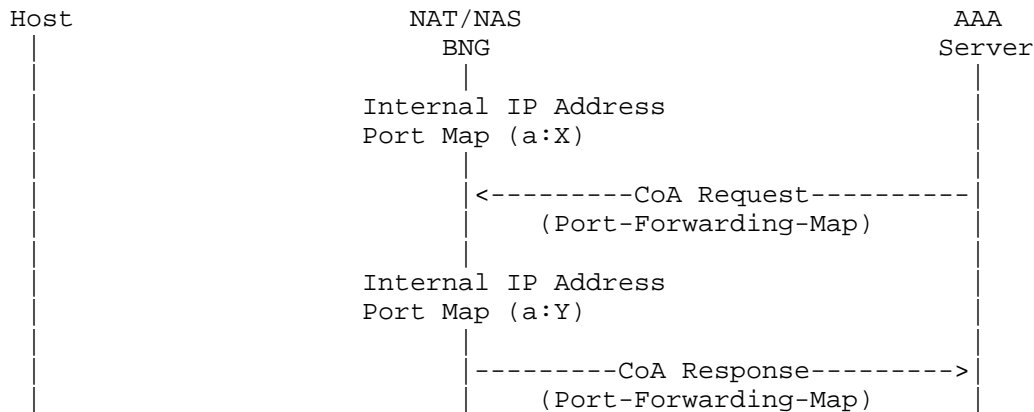 Host NAT/NAS AAA
BNG Server
Internal IP Address
Port Map (a:X)
<---------CoA Request----------
(Port-Forwarding-Map)
Internal IP Address
Port Map (a:Y)
---------CoA Response--------->
(Port-Forwarding-Map)